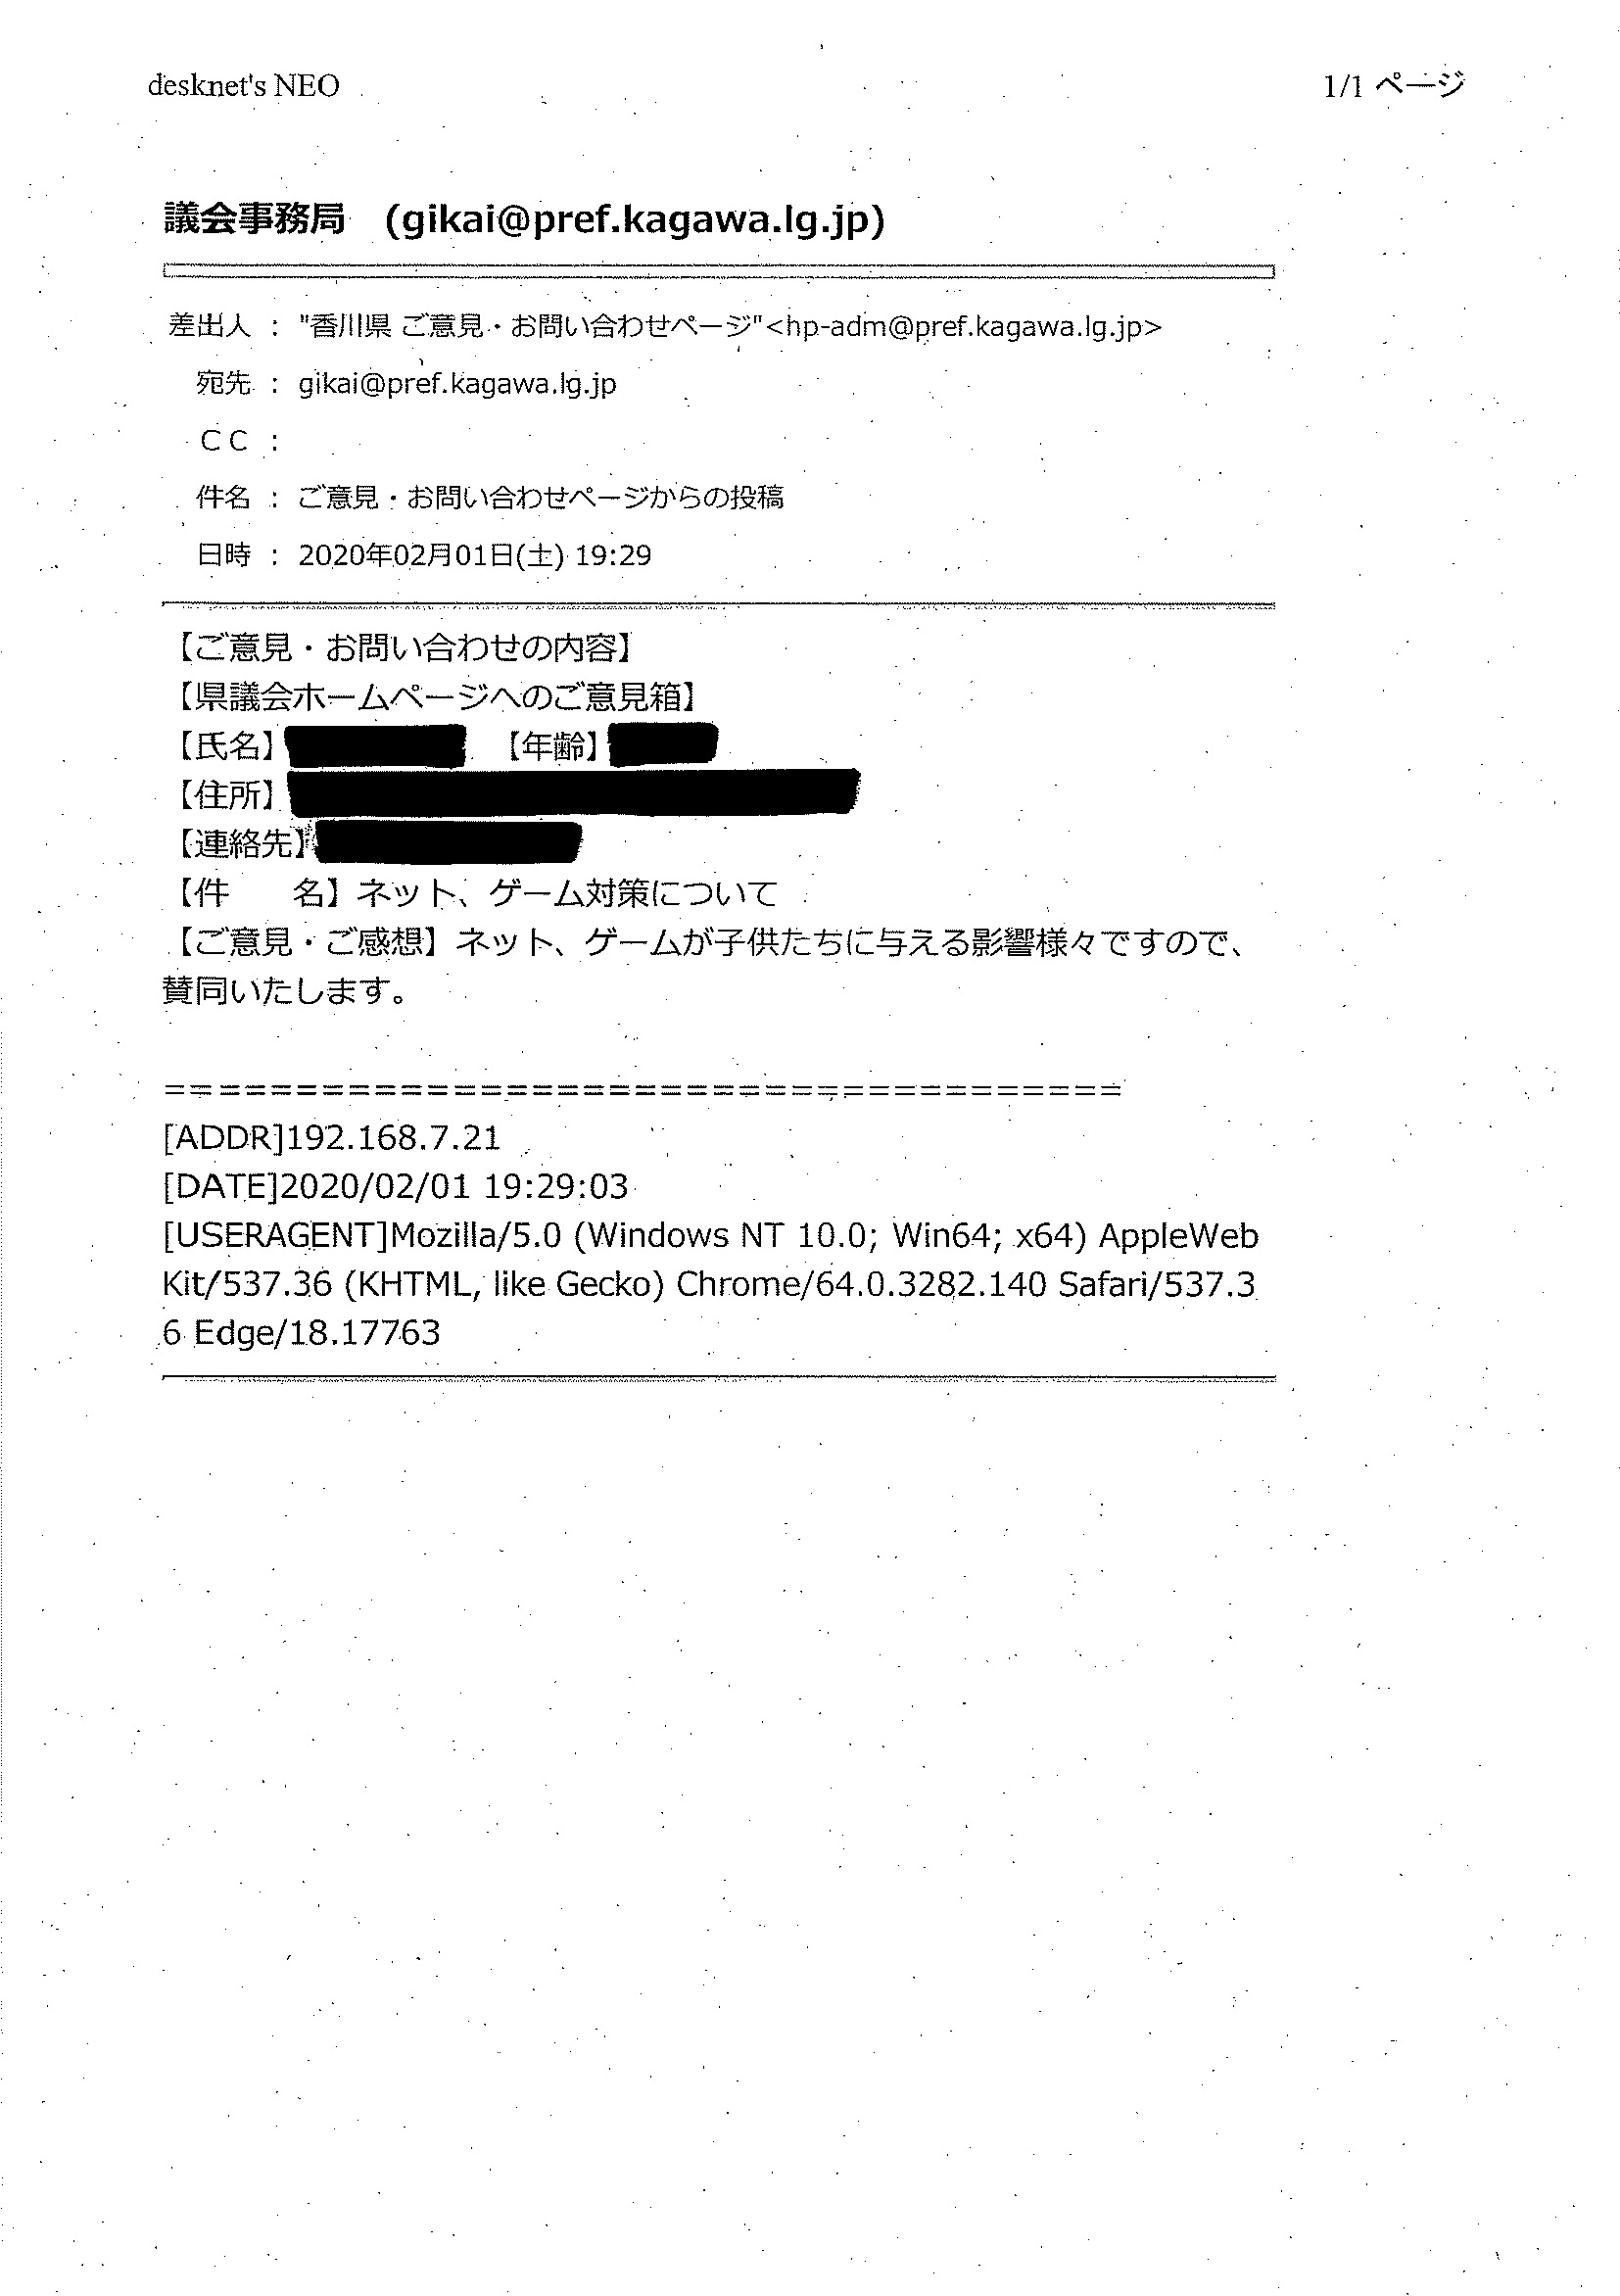 desknet's NEO
1/1 ページ
議会事務局 (gikai@pref.kagawa.lg.jp)
差出人 : "香川県 ご意見・お問い合わせページ"<hp-adm@pref.kagawa.lg.jp>
宛先 : gikai@pref.kagawa.lg.jp
CC :
件名 : ご意見・お問い合わせページからの投稿
日時 : 2020年02月01日(土) 19:29
【ご意見・お問い合わせの内容】
【県議会ホームページへのご意見箱】
【氏名】 【年齢】
【住所】
【連絡先】
【件　　名】ネット、ゲーム対策について
【ご意見・ご感想】ネット、ゲームが子供たちに与える影響様々ですので、
賛同いたします。
=====================================
[ADDR]192.168.7.21
[DATE]2020/02/01 19:29:03
[USERAGENT]Mozilla/5.0 (Windows NT 10.0; Win64; x64) AppleWeb
Kit/537.36 (KHTML, like Gecko) Chrome/64.0.3282.140 Safari/537.3
6 Edge/18.17763